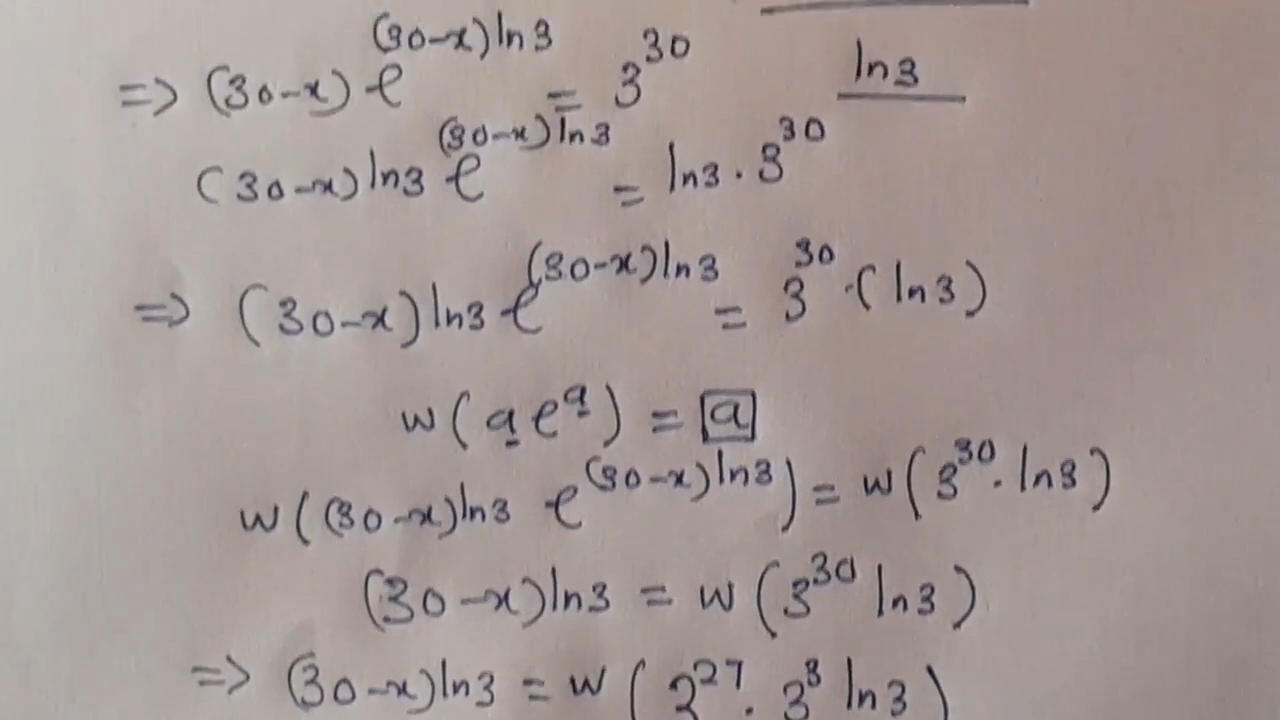 => (30-x) e^(30-x)ln3 = 3^30 ln3
(30-x) ln3 e^(30-x)ln3 = ln3 . 3^30
=> (30-x) ln3 e^(30-x)ln3 = 3^30 . (ln3)
w(a e^a) = a
w((30-x)ln3 e^(30-x)ln3) = w(3^30 . ln3)
(30-x)ln3 = w(3^30 ln3)
=> (30-x)ln3 = w(2^27 . 3^3 ln3)